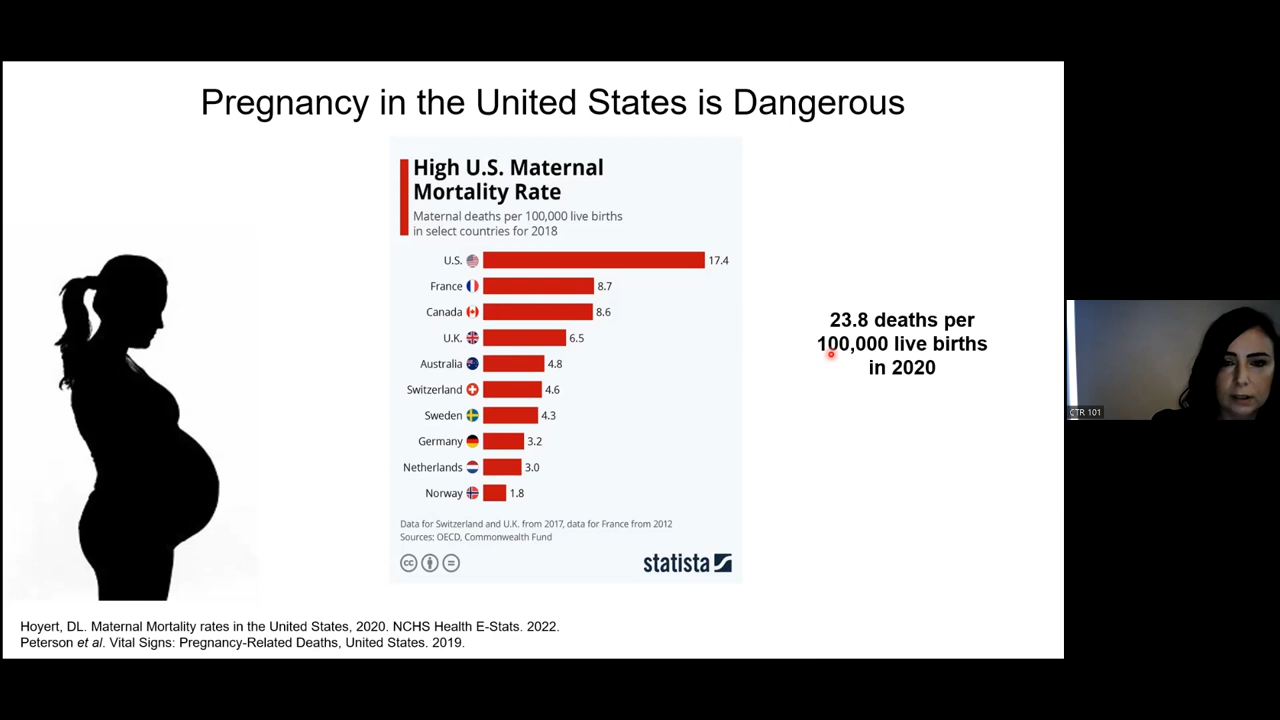 Pregnancy in the United States is Dangerous
High U.S. Maternal
Mortality Rate
Maternal deaths per 100,000 live births
in select countries for 2018
U.S. 17.4
France 8.7
Canada 8.6
U.K. 6.5
Australia 4.8
Switzerland 4.6
Sweden 4.3
Germany 3.2
Netherlands 3.0
Norway 1.8
Data for Switzerland and U.K. from 2017, data for France from 2012
Sources: OECD, Commonwealth Fund
cc
statista
23.8 deaths per
100,000 live births
in 2020
CTR 101
Hoyert, DL. Maternal Mortality rates in the United States, 2020. NCHS Health E-Stats. 2022.
Peterson et al. Vital Signs: Pregnancy-Related Deaths, United States. 2019.